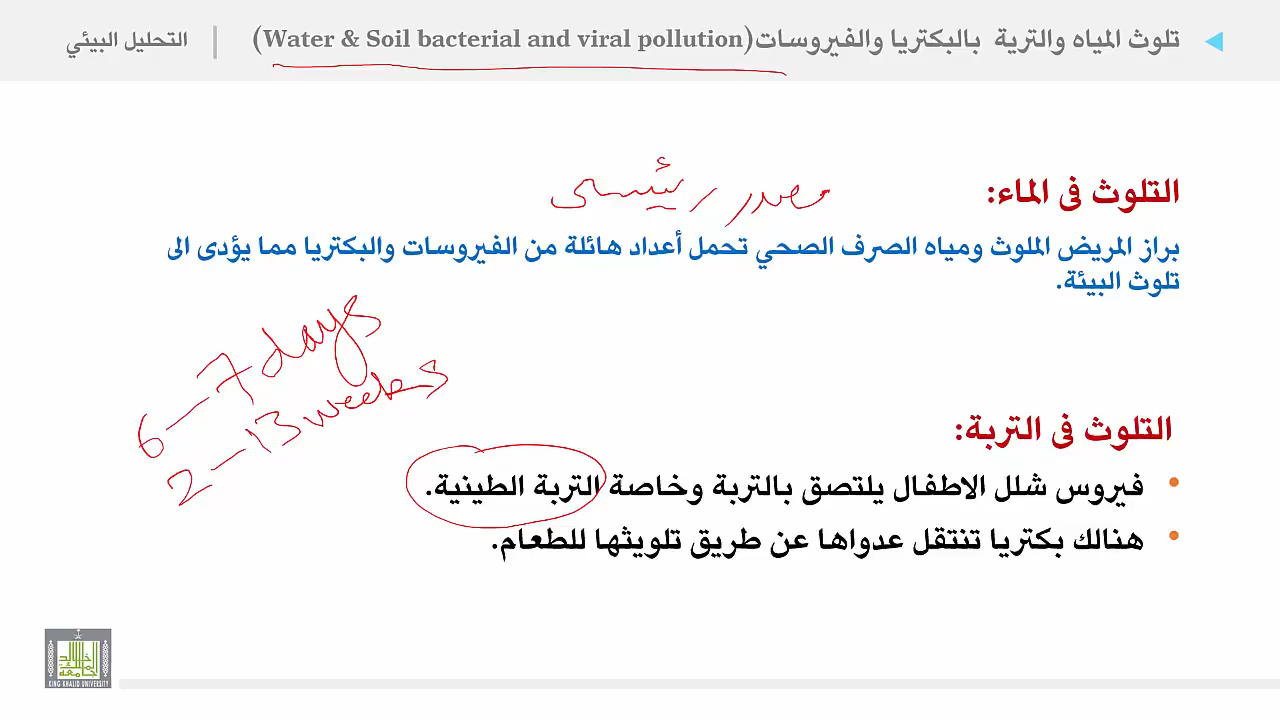 تلوث المياه والتربة بالبكتريا والفيروسات(Water & Soil bacterial and viral pollution)
التحليل البيئي
مصدر رئيسى
التلوث فى الماء:
براز المريض الملوث ومياه الصرف الصحي تحمل أعداد هائلة من الفيروسات والبكتريا مما يؤدى الى
تلوث البيئة.
6 – 7 days
2 – 13 weeks
التلوث فى التربة:
• فيروس شلل الاطفال يلتصق بالتربة وخاصة التربة الطينية.
• هنالك بكتريا تنتقل عدواها عن طريق تلويثها للطعام.
KING KHALID UNIVERSITY